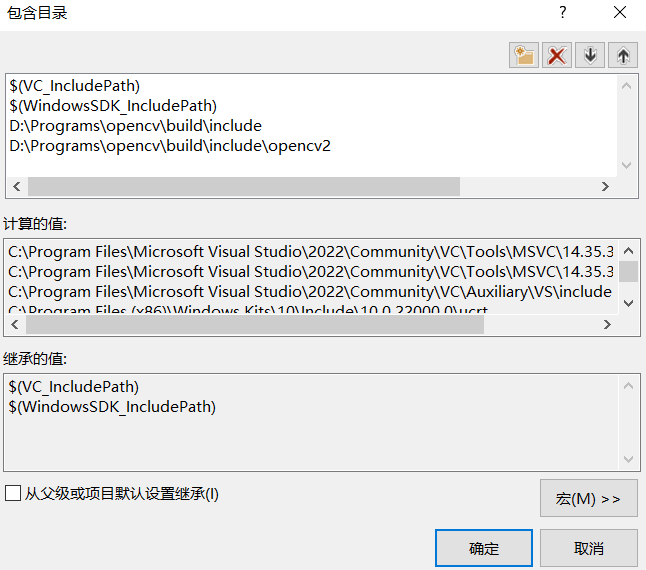 包含目录
$(VC_IncludePath)
$(WindowsSDK_IncludePath)
D:\Programs\opencv\build\include
D:\Programs\opencv\build\include\opencv2
计算的值:
C:\Program Files\Microsoft Visual Studio\2022\Community\VC\Tools\MSVC\14.35.3
C:\Program Files\Microsoft Visual Studio\2022\Community\VC\Tools\MSVC\14.35.3
C:\Program Files\Microsoft Visual Studio\2022\Community\VC\Auxiliary\VS\include
C:\Program Files (x86)\Windows Kits\10\Include\10.0.22000.0\ucrt
继承的值:
$(VC_IncludePath)
$(WindowsSDK_IncludePath)
从父级或项目默认设置继承(I)
宏(M) >>
确定 取消